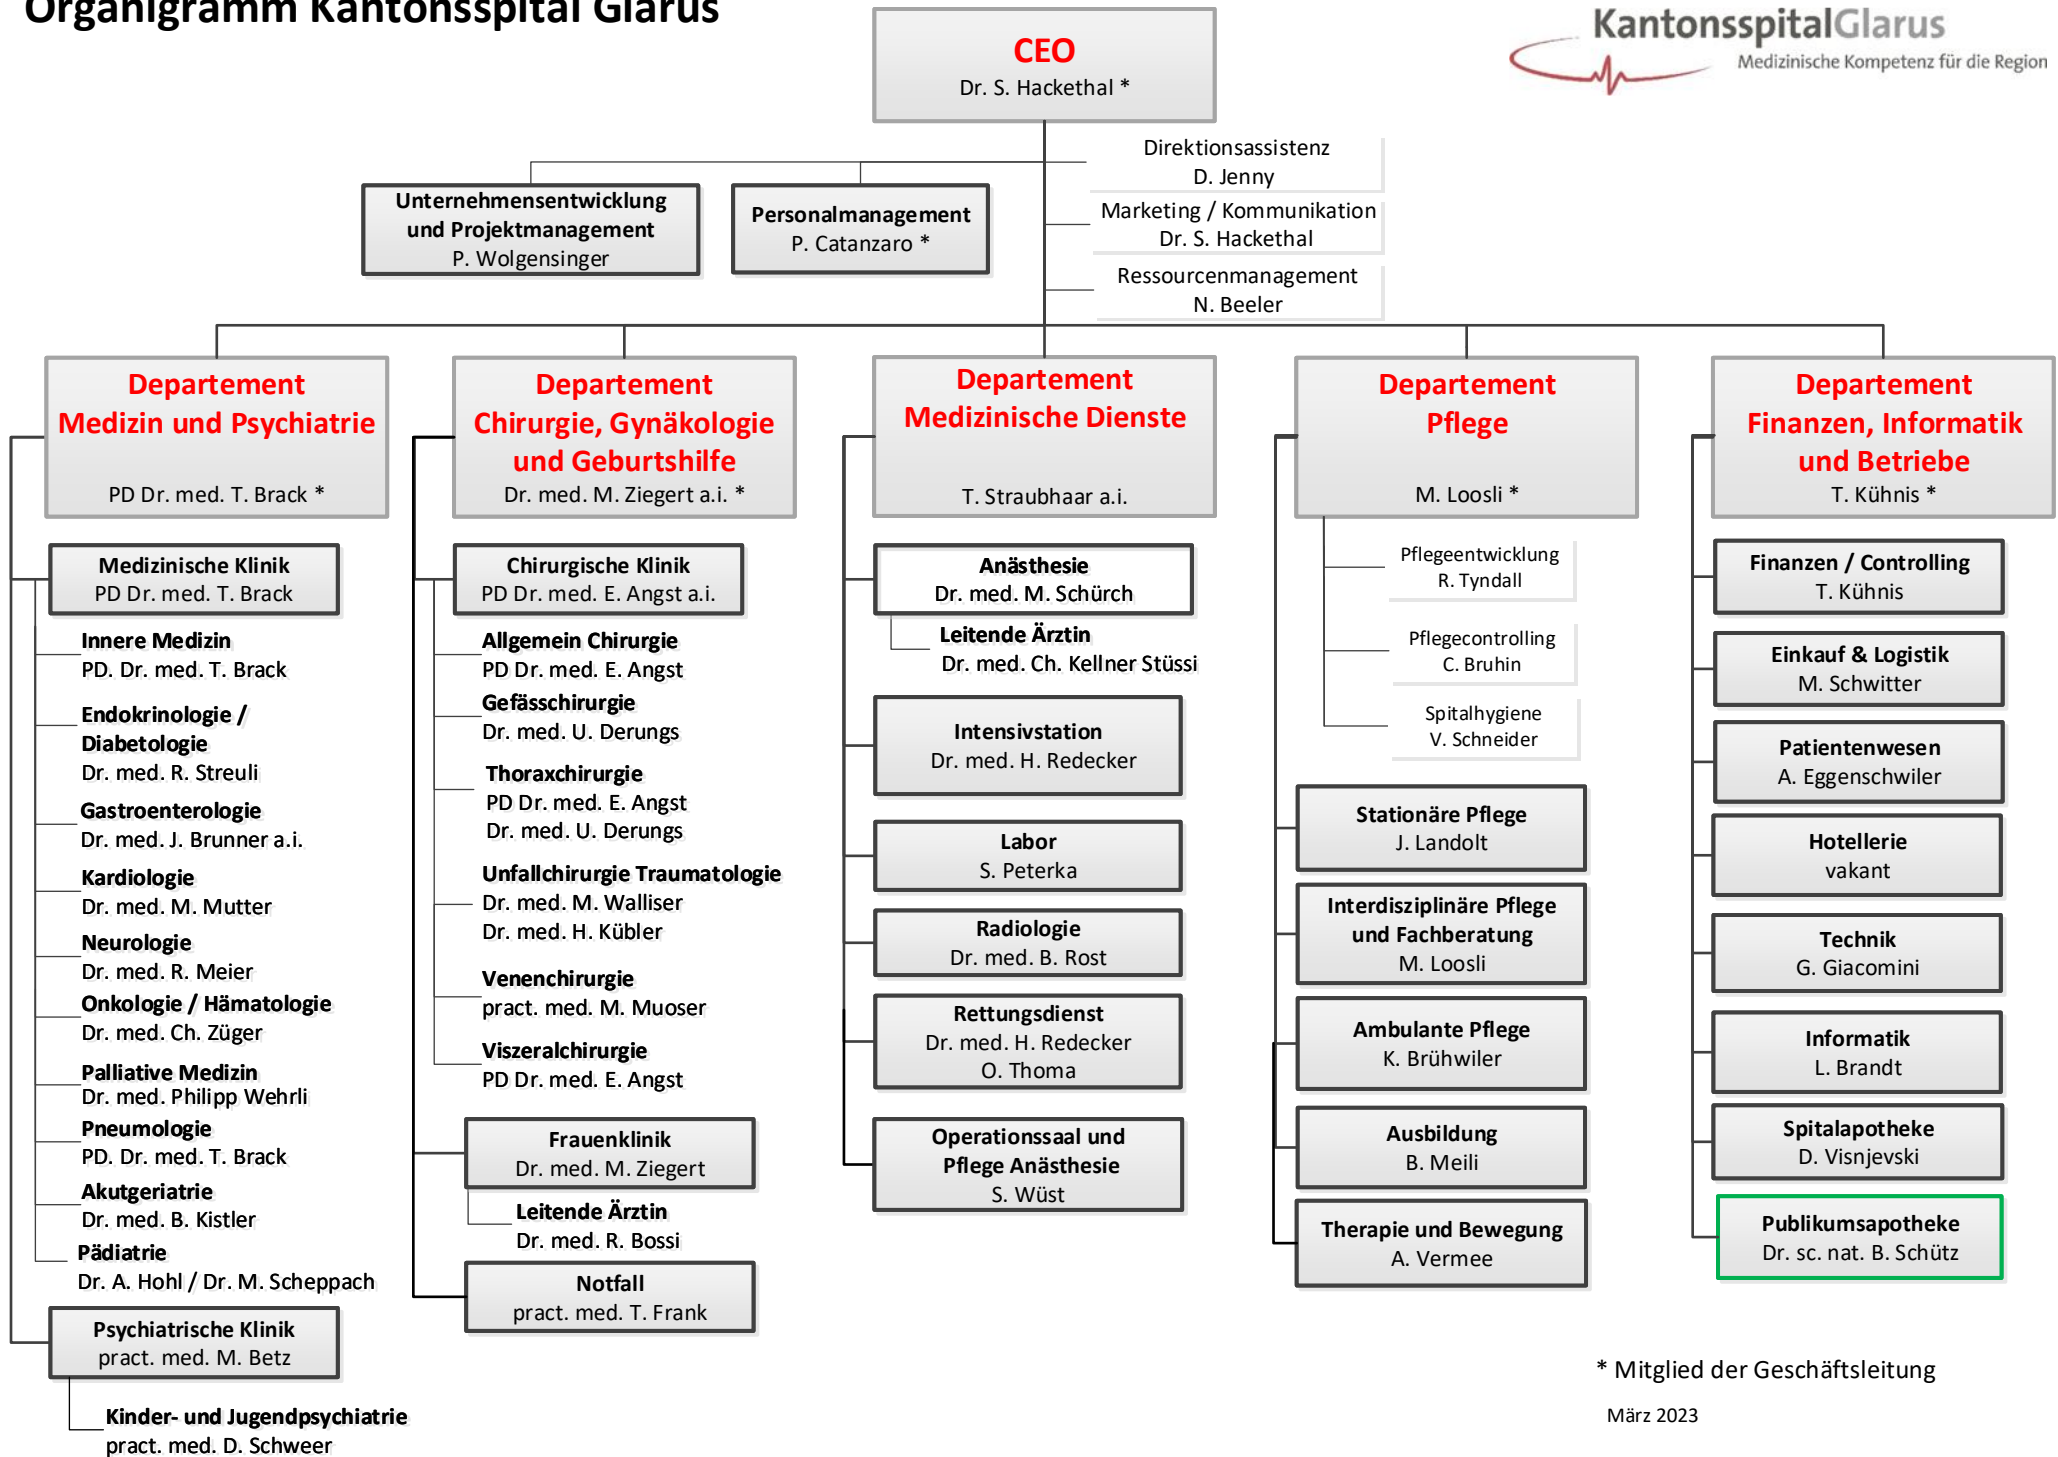 Organigramm Kantonsspital Glarus
KantonsspitalGlarus
Medizinische Kompetenz für die Region
CEO
Dr. S. Hackethal *
Direktionsassistenz
D. Jenny
Marketing / Kommunikation
Dr. S. Hackethal
Ressourcenmanagement
N. Beeler
Unternehmensentwicklung
und Projektmanagement
P. Wolgensinger
Personalmanagement
P. Catanzaro *
Departement
Medizin und Psychiatrie
PD Dr. med. T. Brack *
Medizinische Klinik
PD Dr. med. T. Brack
Innere Medizin
PD. Dr. med. T. Brack
Endokrinologie /
Diabetologie
Dr. med. R. Streuli
Gastroenterologie
Dr. med. J. Brunner a.i.
Kardiologie
Dr. med. M. Mutter
Neurologie
Dr. med. R. Meier
Onkologie / Hämatologie
Dr. med. Ch. Züger
Palliative Medizin
Dr. med. Philipp Wehrli
Pneumologie
PD. Dr. med. T. Brack
Akutgeriatrie
Dr. med. B. Kistler
Pädiatrie
Dr. A. Hohl / Dr. M. Scheppach
Psychiatrische Klinik
pract. med. M. Betz
Kinder- und Jugendpsychiatrie
pract. med. D. Schweer
Departement
Chirurgie, Gynäkologie
und Geburtshilfe
Dr. med. M. Ziegert a.i. *
Chirurgische Klinik
PD Dr. med. E. Angst a.i.
Allgemein Chirurgie
PD Dr. med. E. Angst
Gefässchirurgie
Dr. med. U. Derungs
Thoraxchirurgie
PD Dr. med. E. Angst
Dr. med. U. Derungs
Unfallchirurgie Traumatologie
Dr. med. M. Walliser
Dr. med. H. Kübler
Venenchirurgie
pract. med. M. Muoser
Viszeralchirurgie
PD Dr. med. E. Angst
Frauenklinik
Dr. med. M. Ziegert
Leitende Ärztin
Dr. med. R. Bossi
Notfall
pract. med. T. Frank
Departement
Medizinische Dienste
T. Straubhaar a.i.
Anästhesie
Dr. med. M. Schürch
Leitende Ärztin
Dr. med. Ch. Kellner Stüssi
Intensivstation
Dr. med. H. Redecker
Labor
S. Peterka
Radiologie
Dr. med. B. Rost
Rettungsdienst
Dr. med. H. Redecker
O. Thoma
Operationssaal und
Pflege Anästhesie
S. Wüst
Departement
Pflege
M. Loosli *
Pflegeentwicklung
R. Tyndall
Pflegecontrolling
C. Bruhin
Spitalhygiene
V. Schneider
Stationäre Pflege
J. Landolt
Interdisziplinäre Pflege
und Fachberatung
M. Loosli
Ambulante Pflege
K. Brühwiler
Ausbildung
B. Meili
Therapie und Bewegung
A. Vermee
Departement
Finanzen, Informatik
und Betriebe
T. Kühnis *
Finanzen / Controlling
T. Kühnis
Einkauf & Logistik
M. Schwitter
Patientenwesen
A. Eggenschwiler
Hotellerie
vakant
Technik
G. Giacomini
Informatik
L. Brandt
Spitalapotheke
D. Visnjevski
Publikumsapotheke
Dr. sc. nat. B. Schütz
* Mitglied der Geschäftsleitung
März 2023